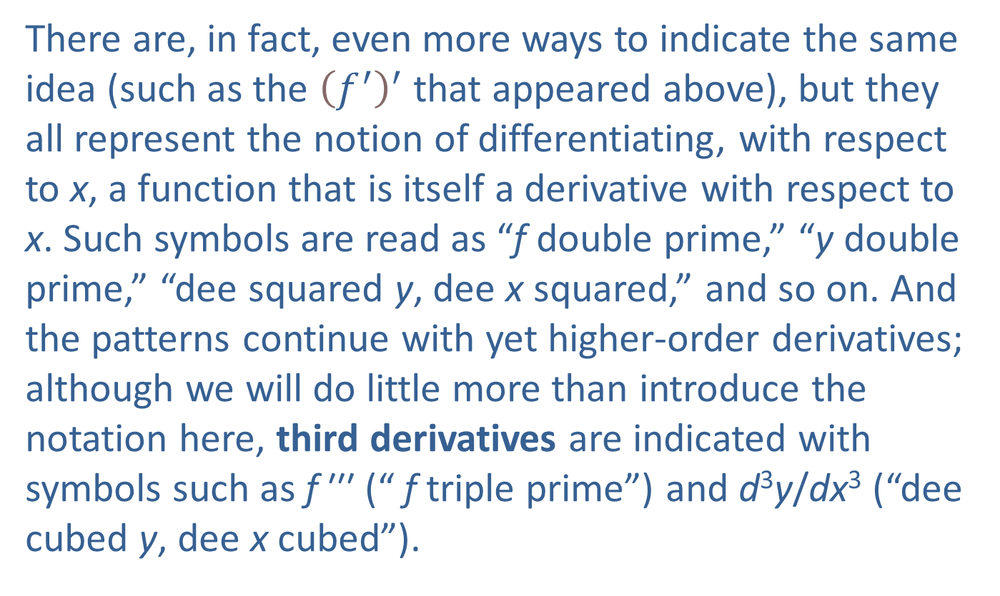 There are, in fact, even more ways to indicate the same
idea (such as the (f′)′ that appeared above), but they
all represent the notion of differentiating, with respect
to x, a function that is itself a derivative with respect to
x. Such symbols are read as “f double prime,” “y double
prime,” “dee squared y, dee x squared,” and so on. And
the patterns continue with yet higher-order derivatives;
although we will do little more than introduce the
notation here, third derivatives are indicated with
symbols such as f ′′′ (“ f triple prime”) and d³y/dx³ (“dee
cubed y, dee x cubed”).